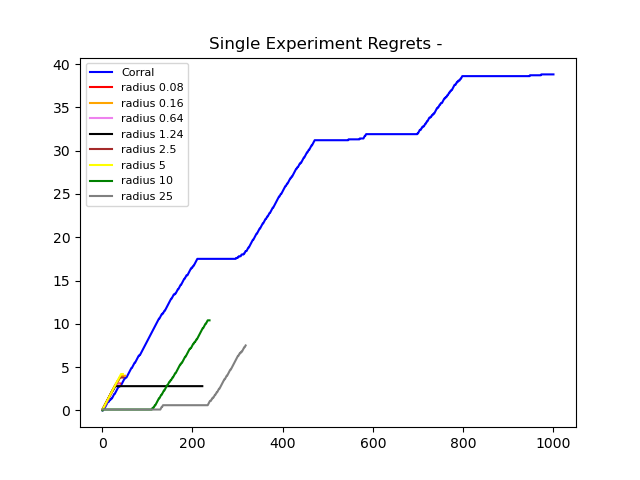 Single Experiment Regrets -
40
35
30
25
20
15
10
5
0
Corral
radius 0.08
radius 0.16
radius 0.64
radius 1.24
radius 2.5
radius 5
radius 10
radius 25
0 200 400 600 800 1000